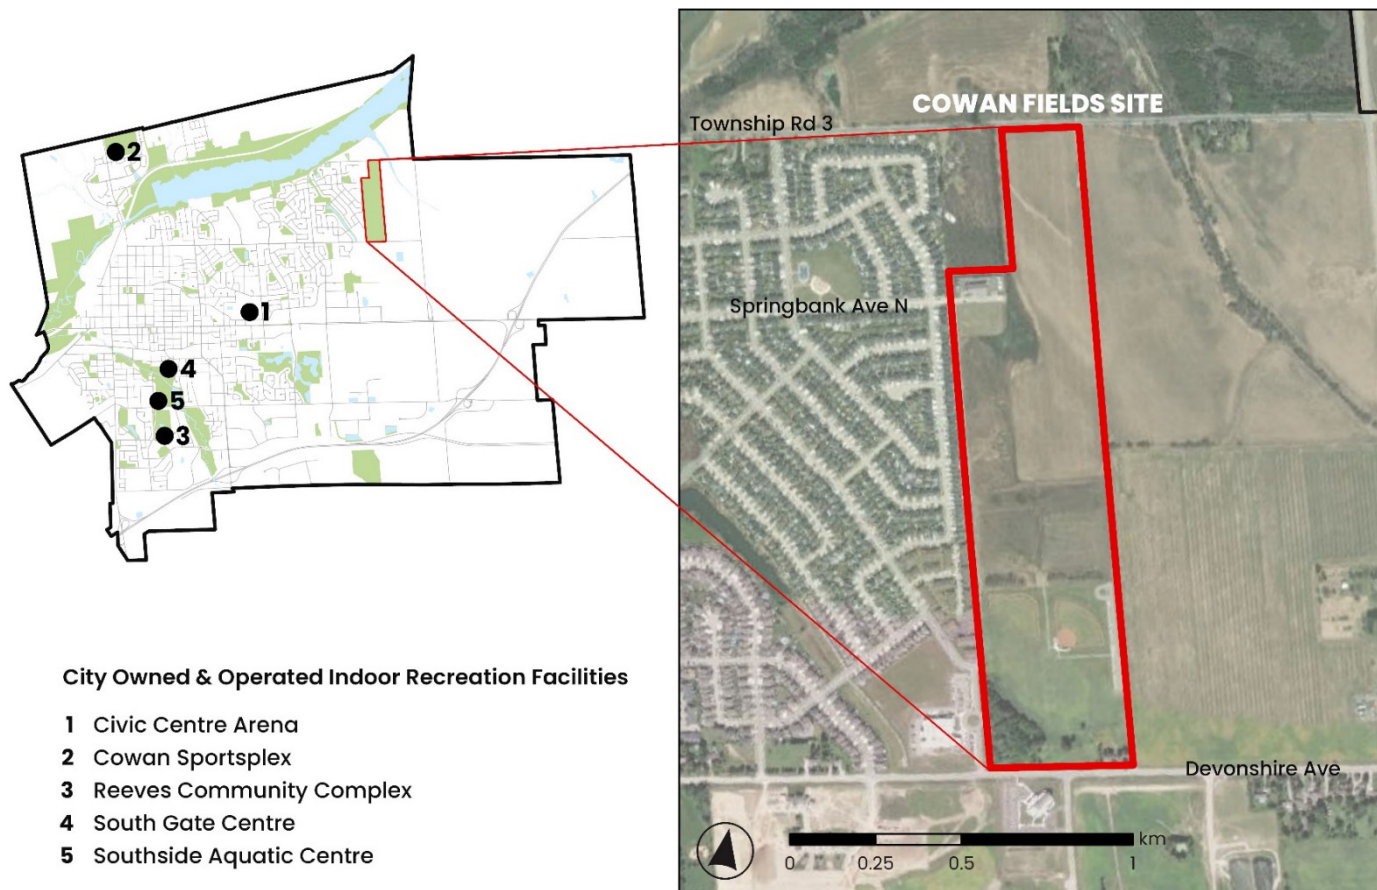 2
1
4
5
3
City Owned & Operated Indoor Recreation Facilities
1 Civic Centre Arena
2 Cowan Sportsplex
3 Reeves Community Complex
4 South Gate Centre
5 Southside Aquatic Centre
COWAN FIELDS SITE
Township Rd 3
Springbank Ave N
Devonshire Ave
km
0 0.25 0.5 1